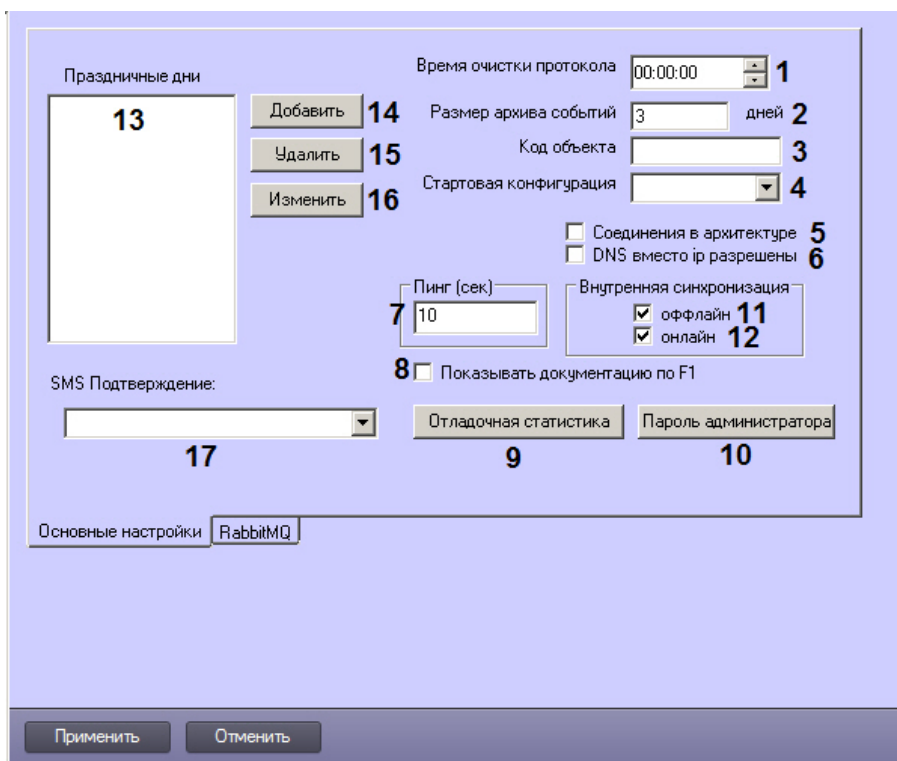 Праздничные дни
13
Добавить 14
Удалить 15
Изменить 16
Время очистки протокола 00:00:00 1
Размер архива событий 3 дней 2
Код объекта 3
Стартовая конфигурация 4
Соединения в архитектуре 5
DNS вместо ip разрешены 6
Пинг (сек)
7 10
Внутренняя синхронизация
оффлайн 11
онлайн 12
8 Показывать документацию по F1
SMS Подтверждение:
17
Отладочная статистика
9
Пароль администратора
10
Основные настройки
RabbitMQ
Применить
Отменить